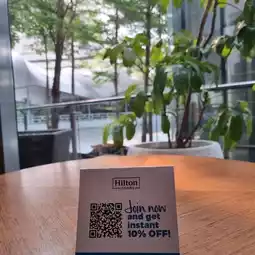 Hilton
Join now
and get
instant
10% OFF!